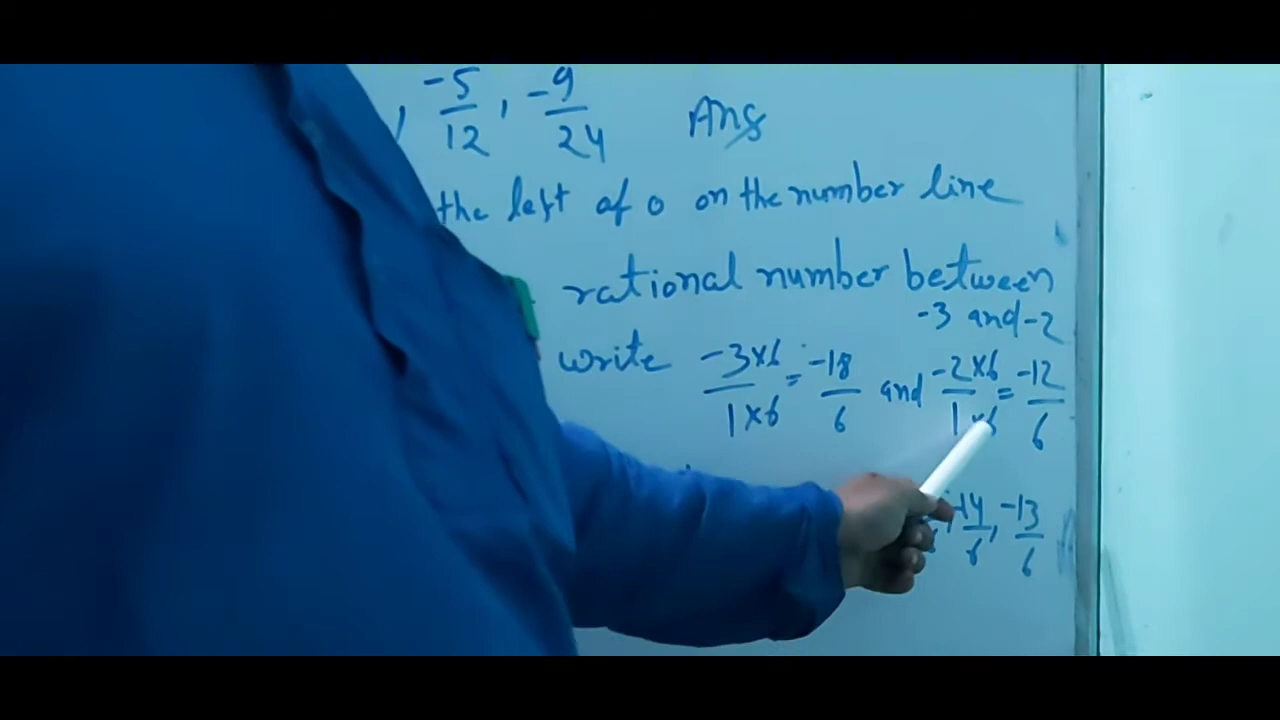 , -5/12 , -9/24 Ans
the left of 0 on the number line
rational number between
-3 and -2
write -3×6/1×6 = -18/6 and -2×6/1×6 = -12/6
, -14/6, -13/6